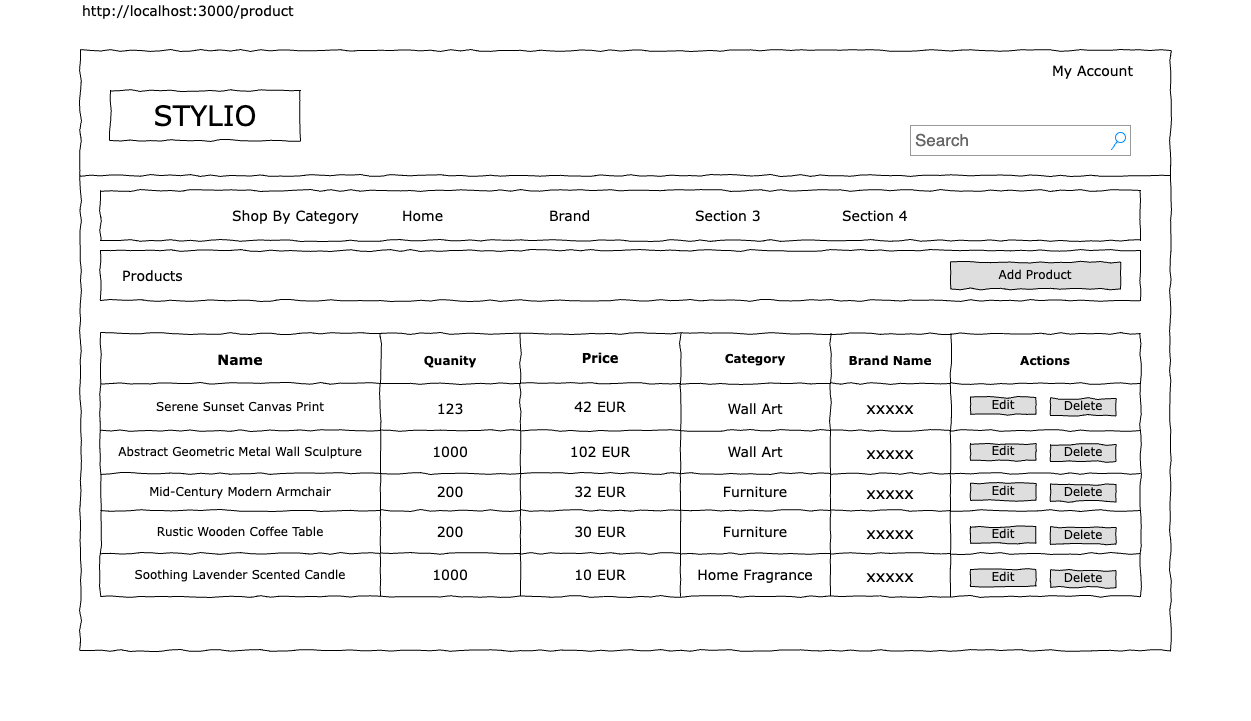 http://localhost:3000/product
My Account
STYLIO
Search
Shop By Category Home Brand Section 3 Section 4
Products Add Product
Name Quanity Price Category Brand Name Actions
Serene Sunset Canvas Print 123 42 EUR Wall Art xxxxx Edit Delete
Abstract Geometric Metal Wall Sculpture 1000 102 EUR Wall Art xxxxx Edit Delete
Mid-Century Modern Armchair 200 32 EUR Furniture xxxxx Edit Delete
Rustic Wooden Coffee Table 200 30 EUR Furniture xxxxx Edit Delete
Soothing Lavender Scented Candle 1000 10 EUR Home Fragrance xxxxx Edit Delete